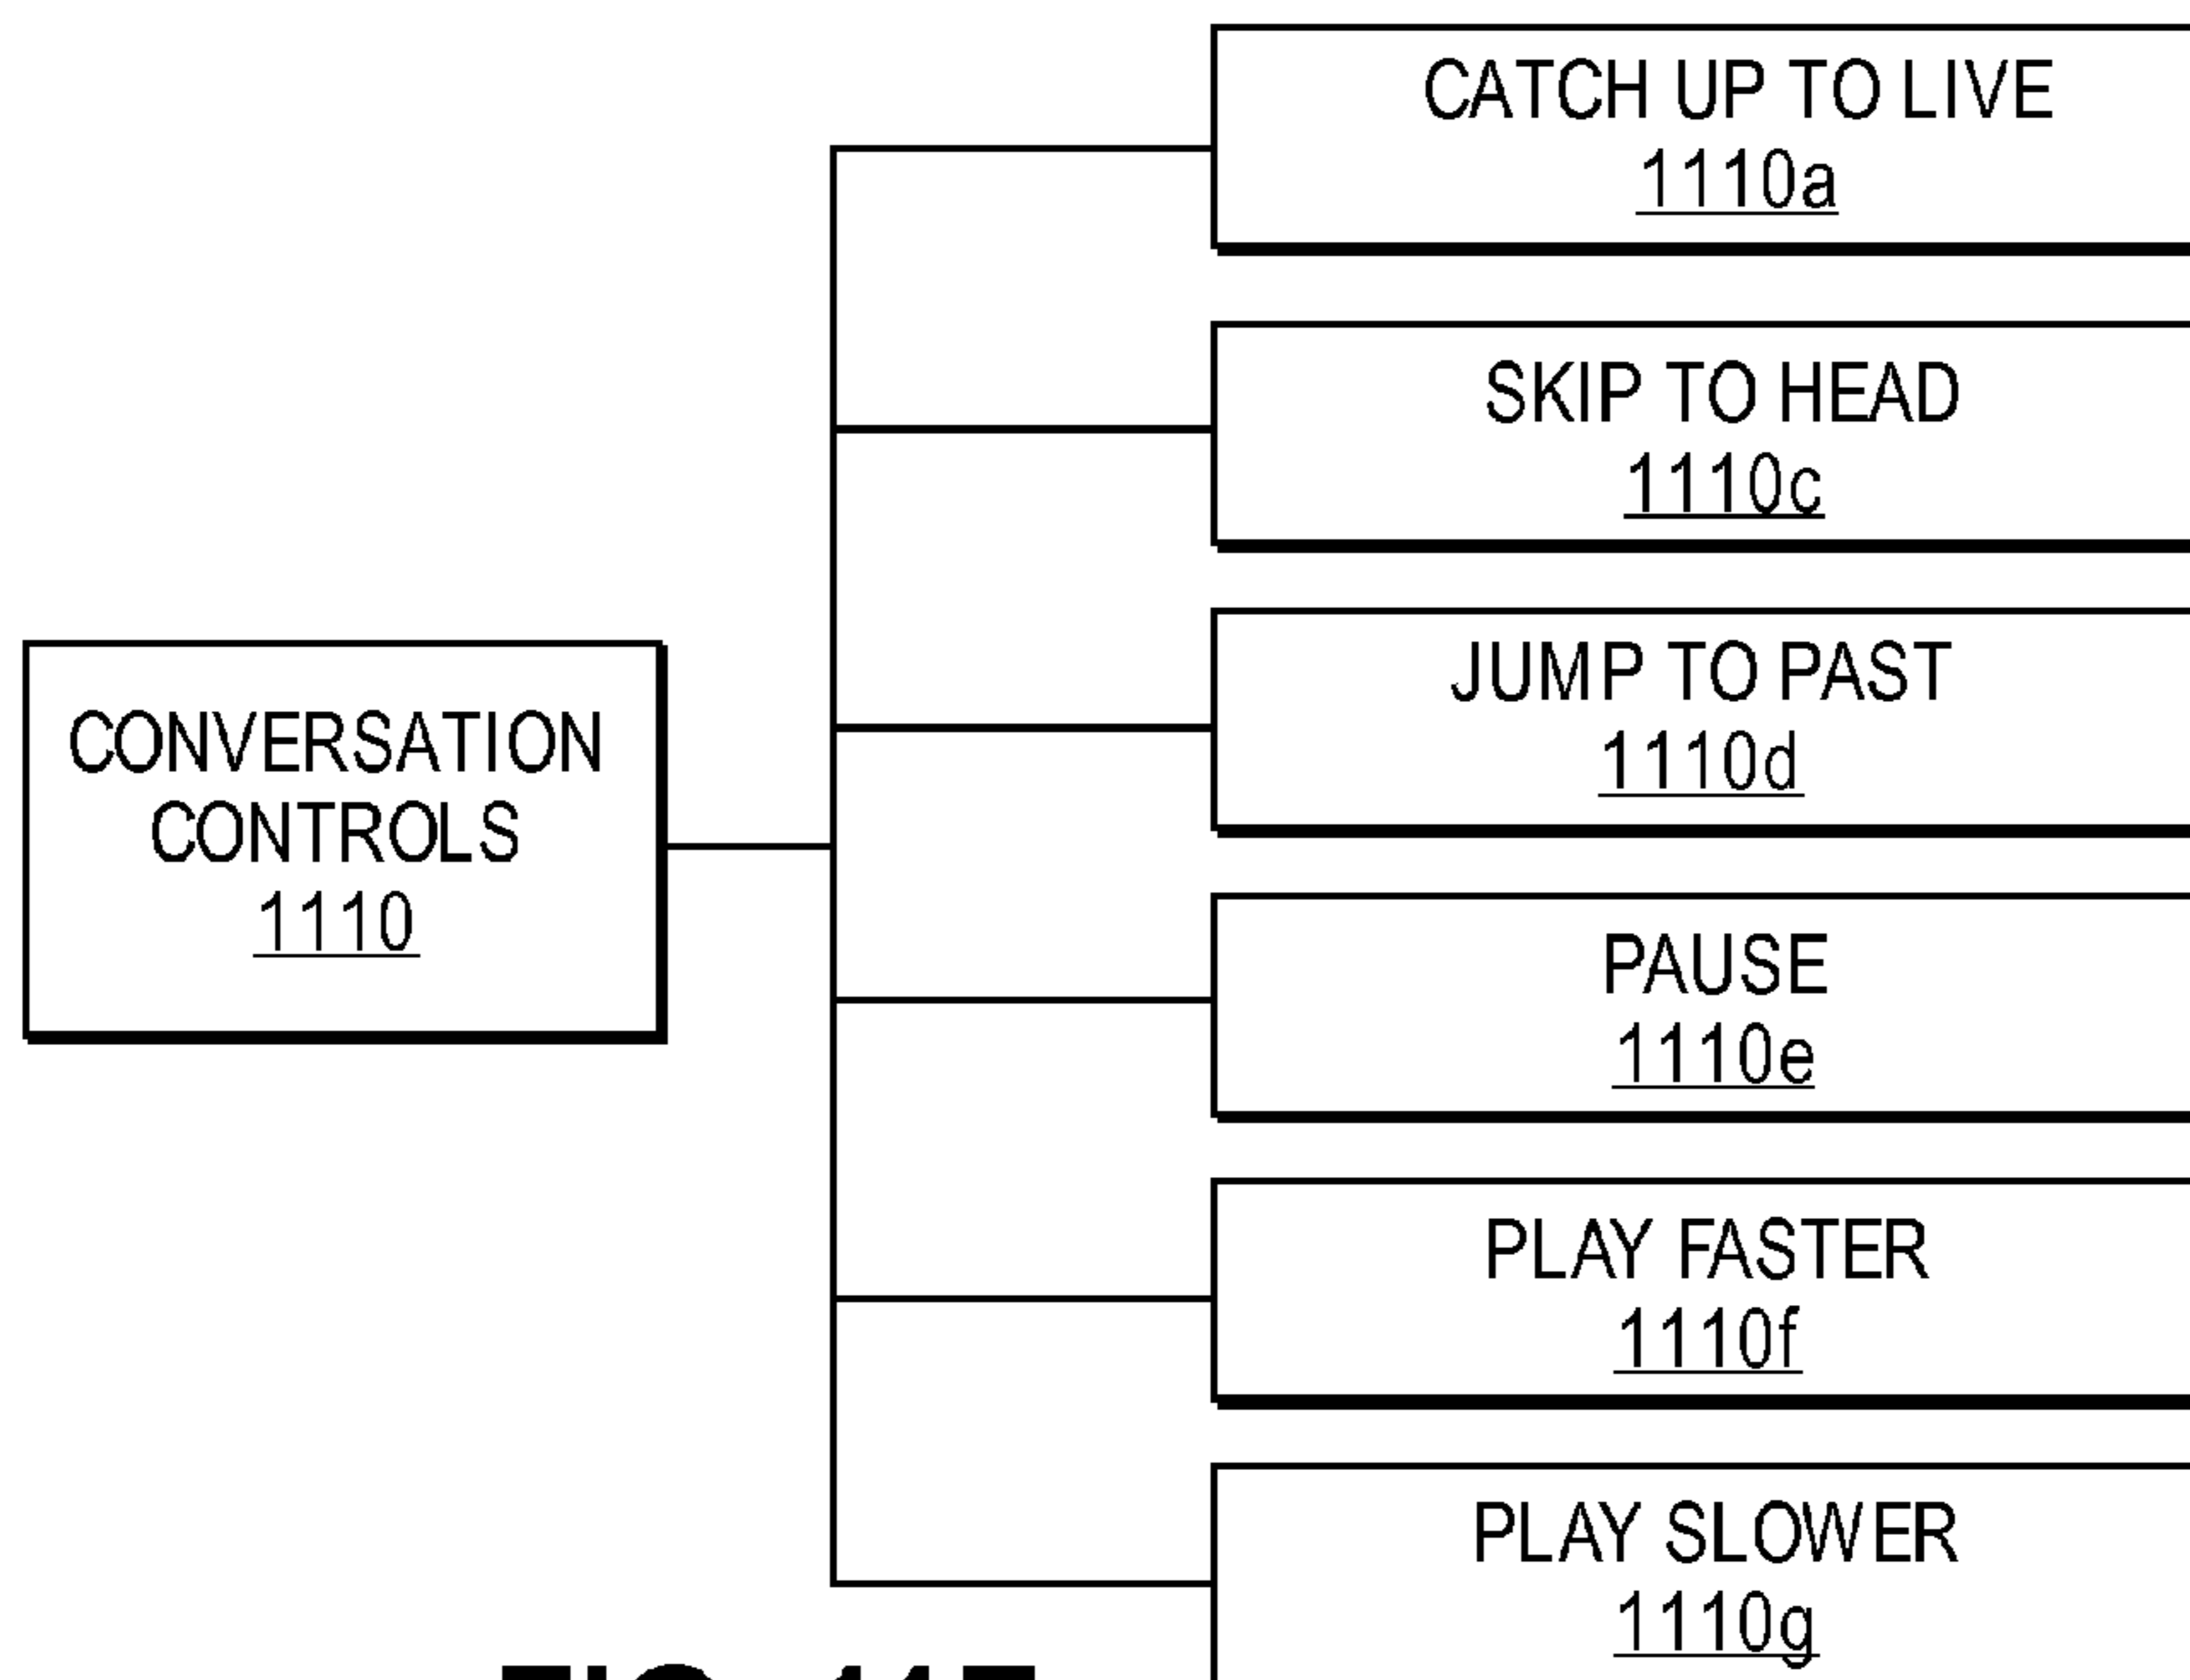 CATCH UP TO LIVE
1110a
SKIP TO HEAD
1110c
JUMP TO PAST
1110d
CONVERSATION
CONTROLS
1110
PAUSE
1110e
PLAY FASTER
1110f
PLAY SLOWER
1110g